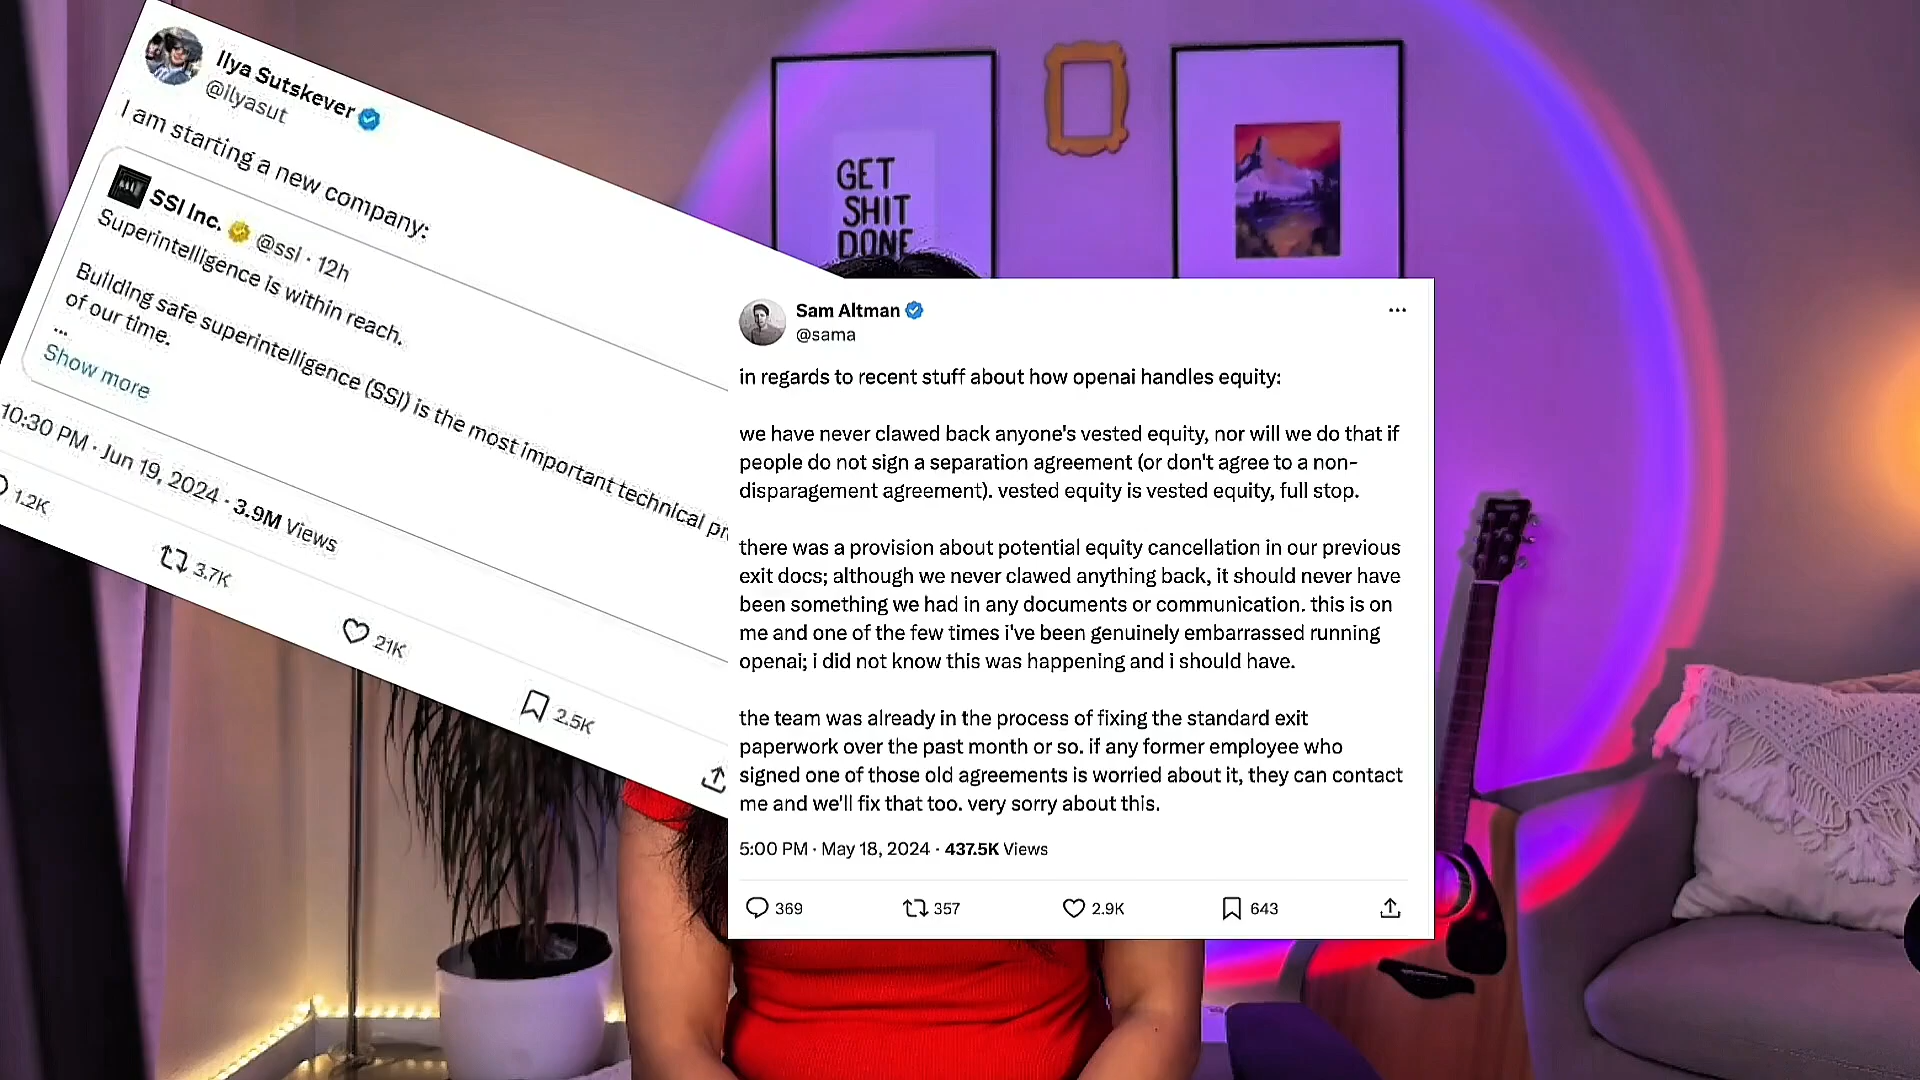 Ilya Sutskever
@ilyasut
I am starting a new company:
SSI Inc. @ssi · 12h
Superintelligence is within reach.
Building safe superintelligence (SSI) is the most important technical
of our time.
...
Show more
10:30 PM · Jun 19, 2024 · 3.9M Views
1.2K 3.7K 21K 2.5K
GET
SHIT
DONE
Sam Altman
@sama
in regards to recent stuff about how openai handles equity:
we have never clawed back anyone's vested equity, nor will we do that if
people do not sign a separation agreement (or don't agree to a non-
disparagement agreement). vested equity is vested equity, full stop.
there was a provision about potential equity cancellation in our previous
exit docs; although we never clawed anything back, it should never have
been something we had in any documents or communication. this is on
me and one of the few times i've been genuinely embarrassed running
openai; i did not know this was happening and i should have.
the team was already in the process of fixing the standard exit
paperwork over the past month or so. if any former employee who
signed one of those old agreements is worried about it, they can contact
me and we'll fix that too. very sorry about this.
5:00 PM · May 18, 2024 · 437.5K Views
369 357 2.9K 643